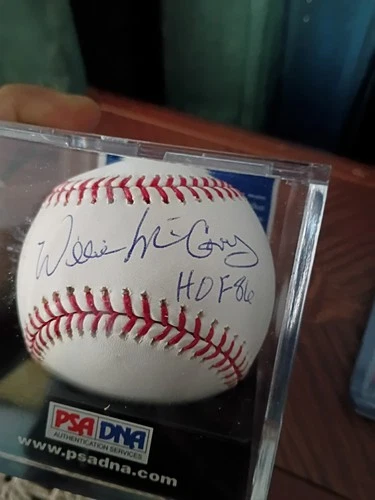 Willie McCovey
HOF 86
PSA DNA
AUTHENTICATION SERVICES
www.psadna.com